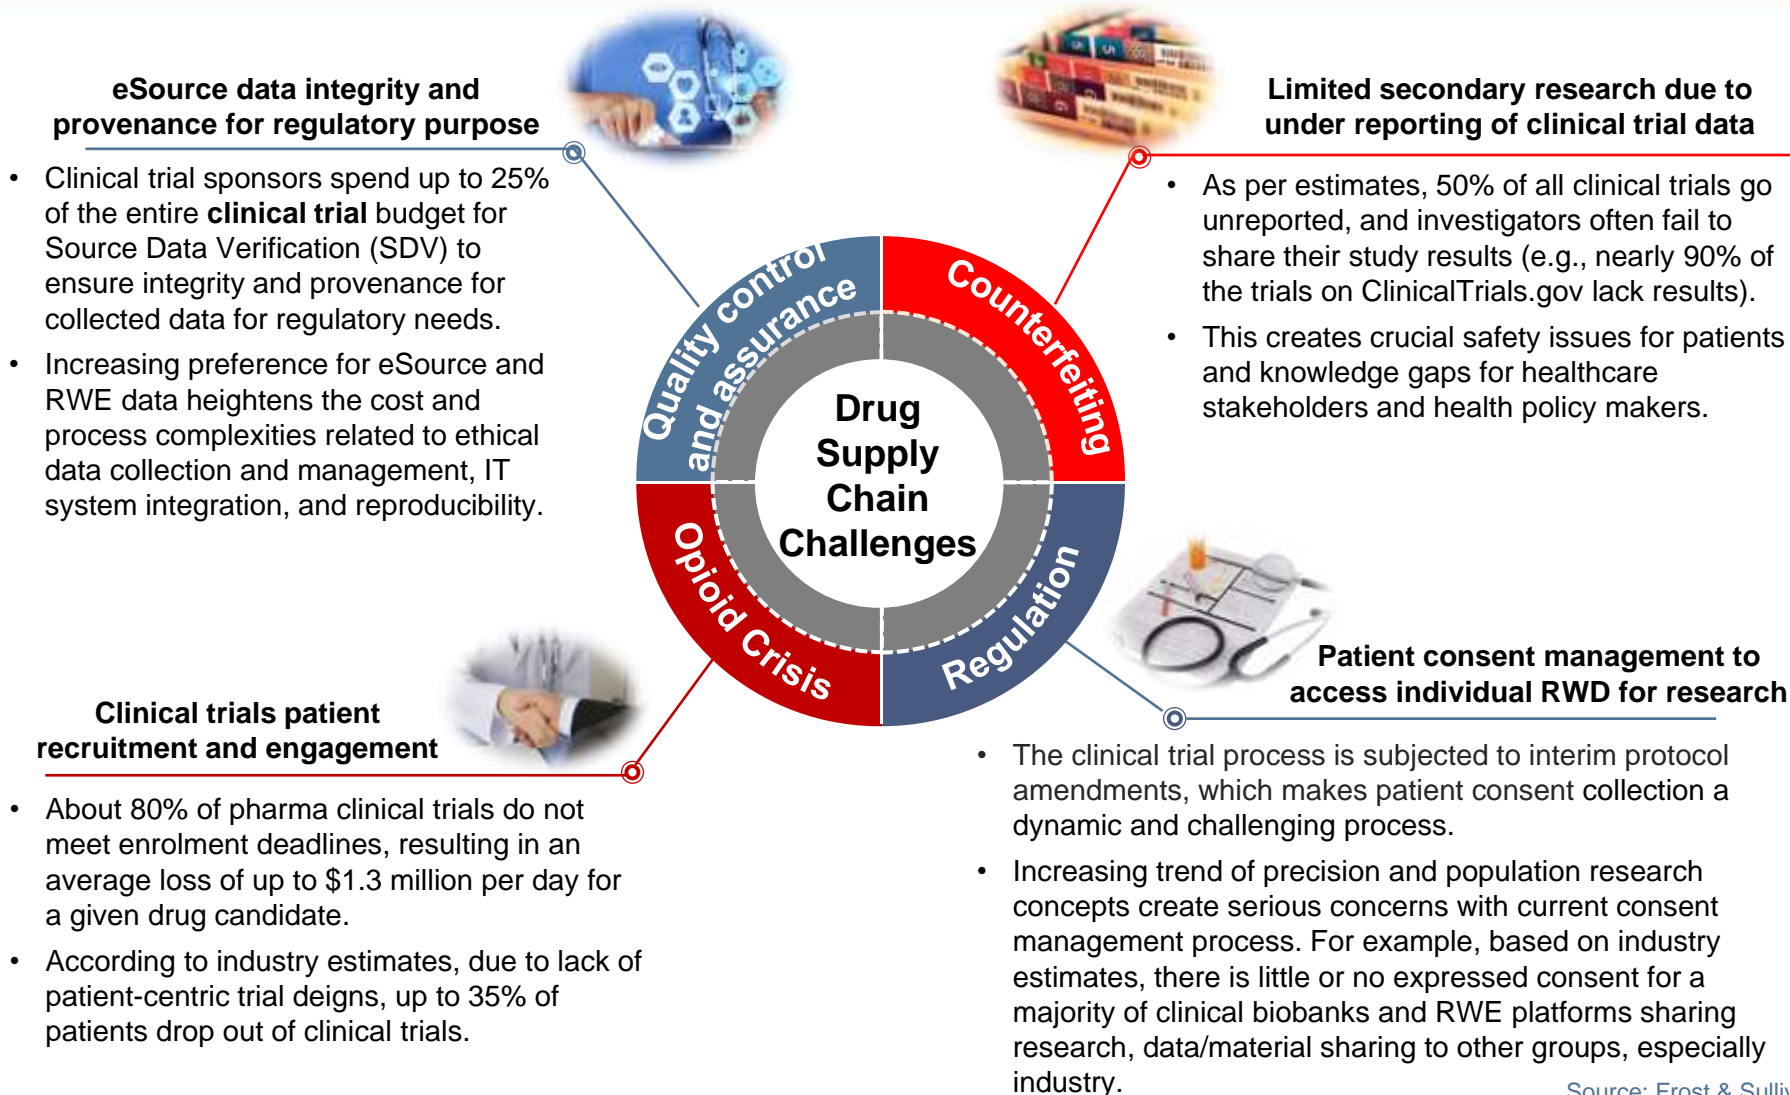 eSource data integrity and
provenance for regulatory purpose
• Clinical trial sponsors spend up to 25%
of the entire clinical trial budget for
Source Data Verification (SDV) to
ensure integrity and provenance for
collected data for regulatory needs.
• Increasing preference for eSource and
RWE data heightens the cost and
process complexities related to ethical
data collection and management, IT
system integration, and reproducibility.
Limited secondary research due to
under reporting of clinical trial data
• As per estimates, 50% of all clinical trials go
unreported, and investigators often fail to
share their study results (e.g., nearly 90% of
the trials on ClinicalTrials.gov lack results).
• This creates crucial safety issues for patients
and knowledge gaps for healthcare
stakeholders and health policy makers.
Quality control
and assurance
Counterfeiting
Drug
Supply
Chain
Challenges
Opioid Crisis
Regulation
Clinical trials patient
recruitment and engagement
• About 80% of pharma clinical trials do not
meet enrolment deadlines, resulting in an
average loss of up to $1.3 million per day for
a given drug candidate.
• According to industry estimates, due to lack of
patient-centric trial deigns, up to 35% of
patients drop out of clinical trials.
Patient consent management to
access individual RWD for research
• The clinical trial process is subjected to interim protocol
amendments, which makes patient consent collection a
dynamic and challenging process.
• Increasing trend of precision and population research
concepts create serious concerns with current consent
management process. For example, based on industry
estimates, there is little or no expressed consent for a
majority of clinical biobanks and RWE platforms sharing
research, data/material sharing to other groups, especially
industry.
Source: Frost &